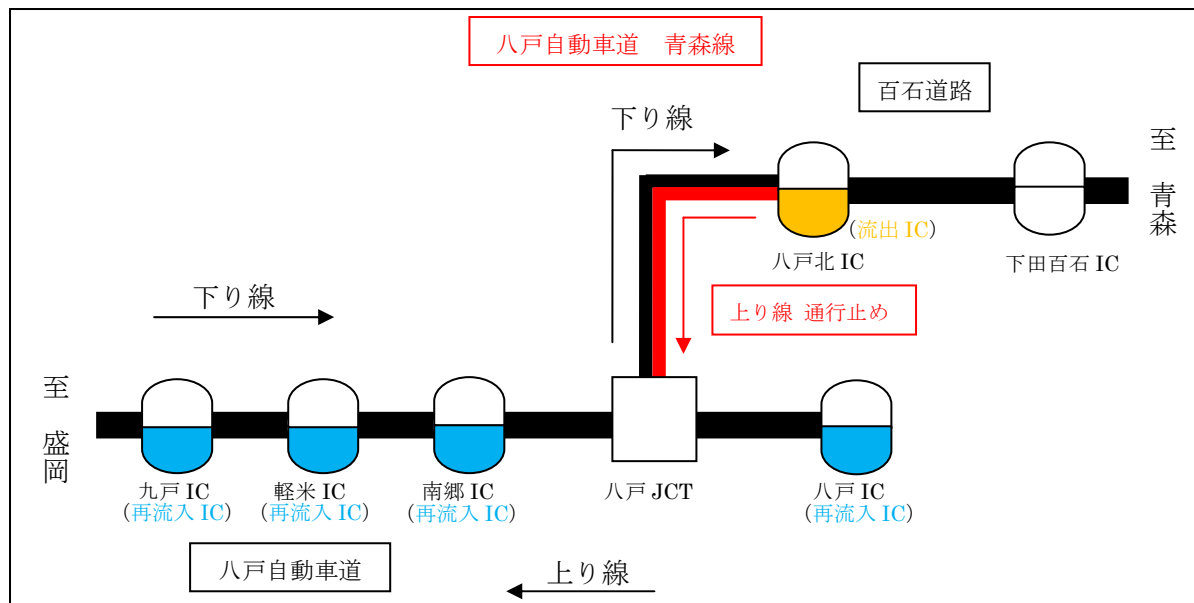 八戸自動車道　青森線
百石道路
下り線
至　青森
(流出 IC)
八戸北 IC
下田百石 IC
下り線
上り線 通行止め
至　盛岡
九戸 IC
(再流入 IC)
軽米 IC
(再流入 IC)
南郷 IC
(再流入 IC)
八戸 JCT
八戸 IC
(再流入 IC)
八戸自動車道
上り線